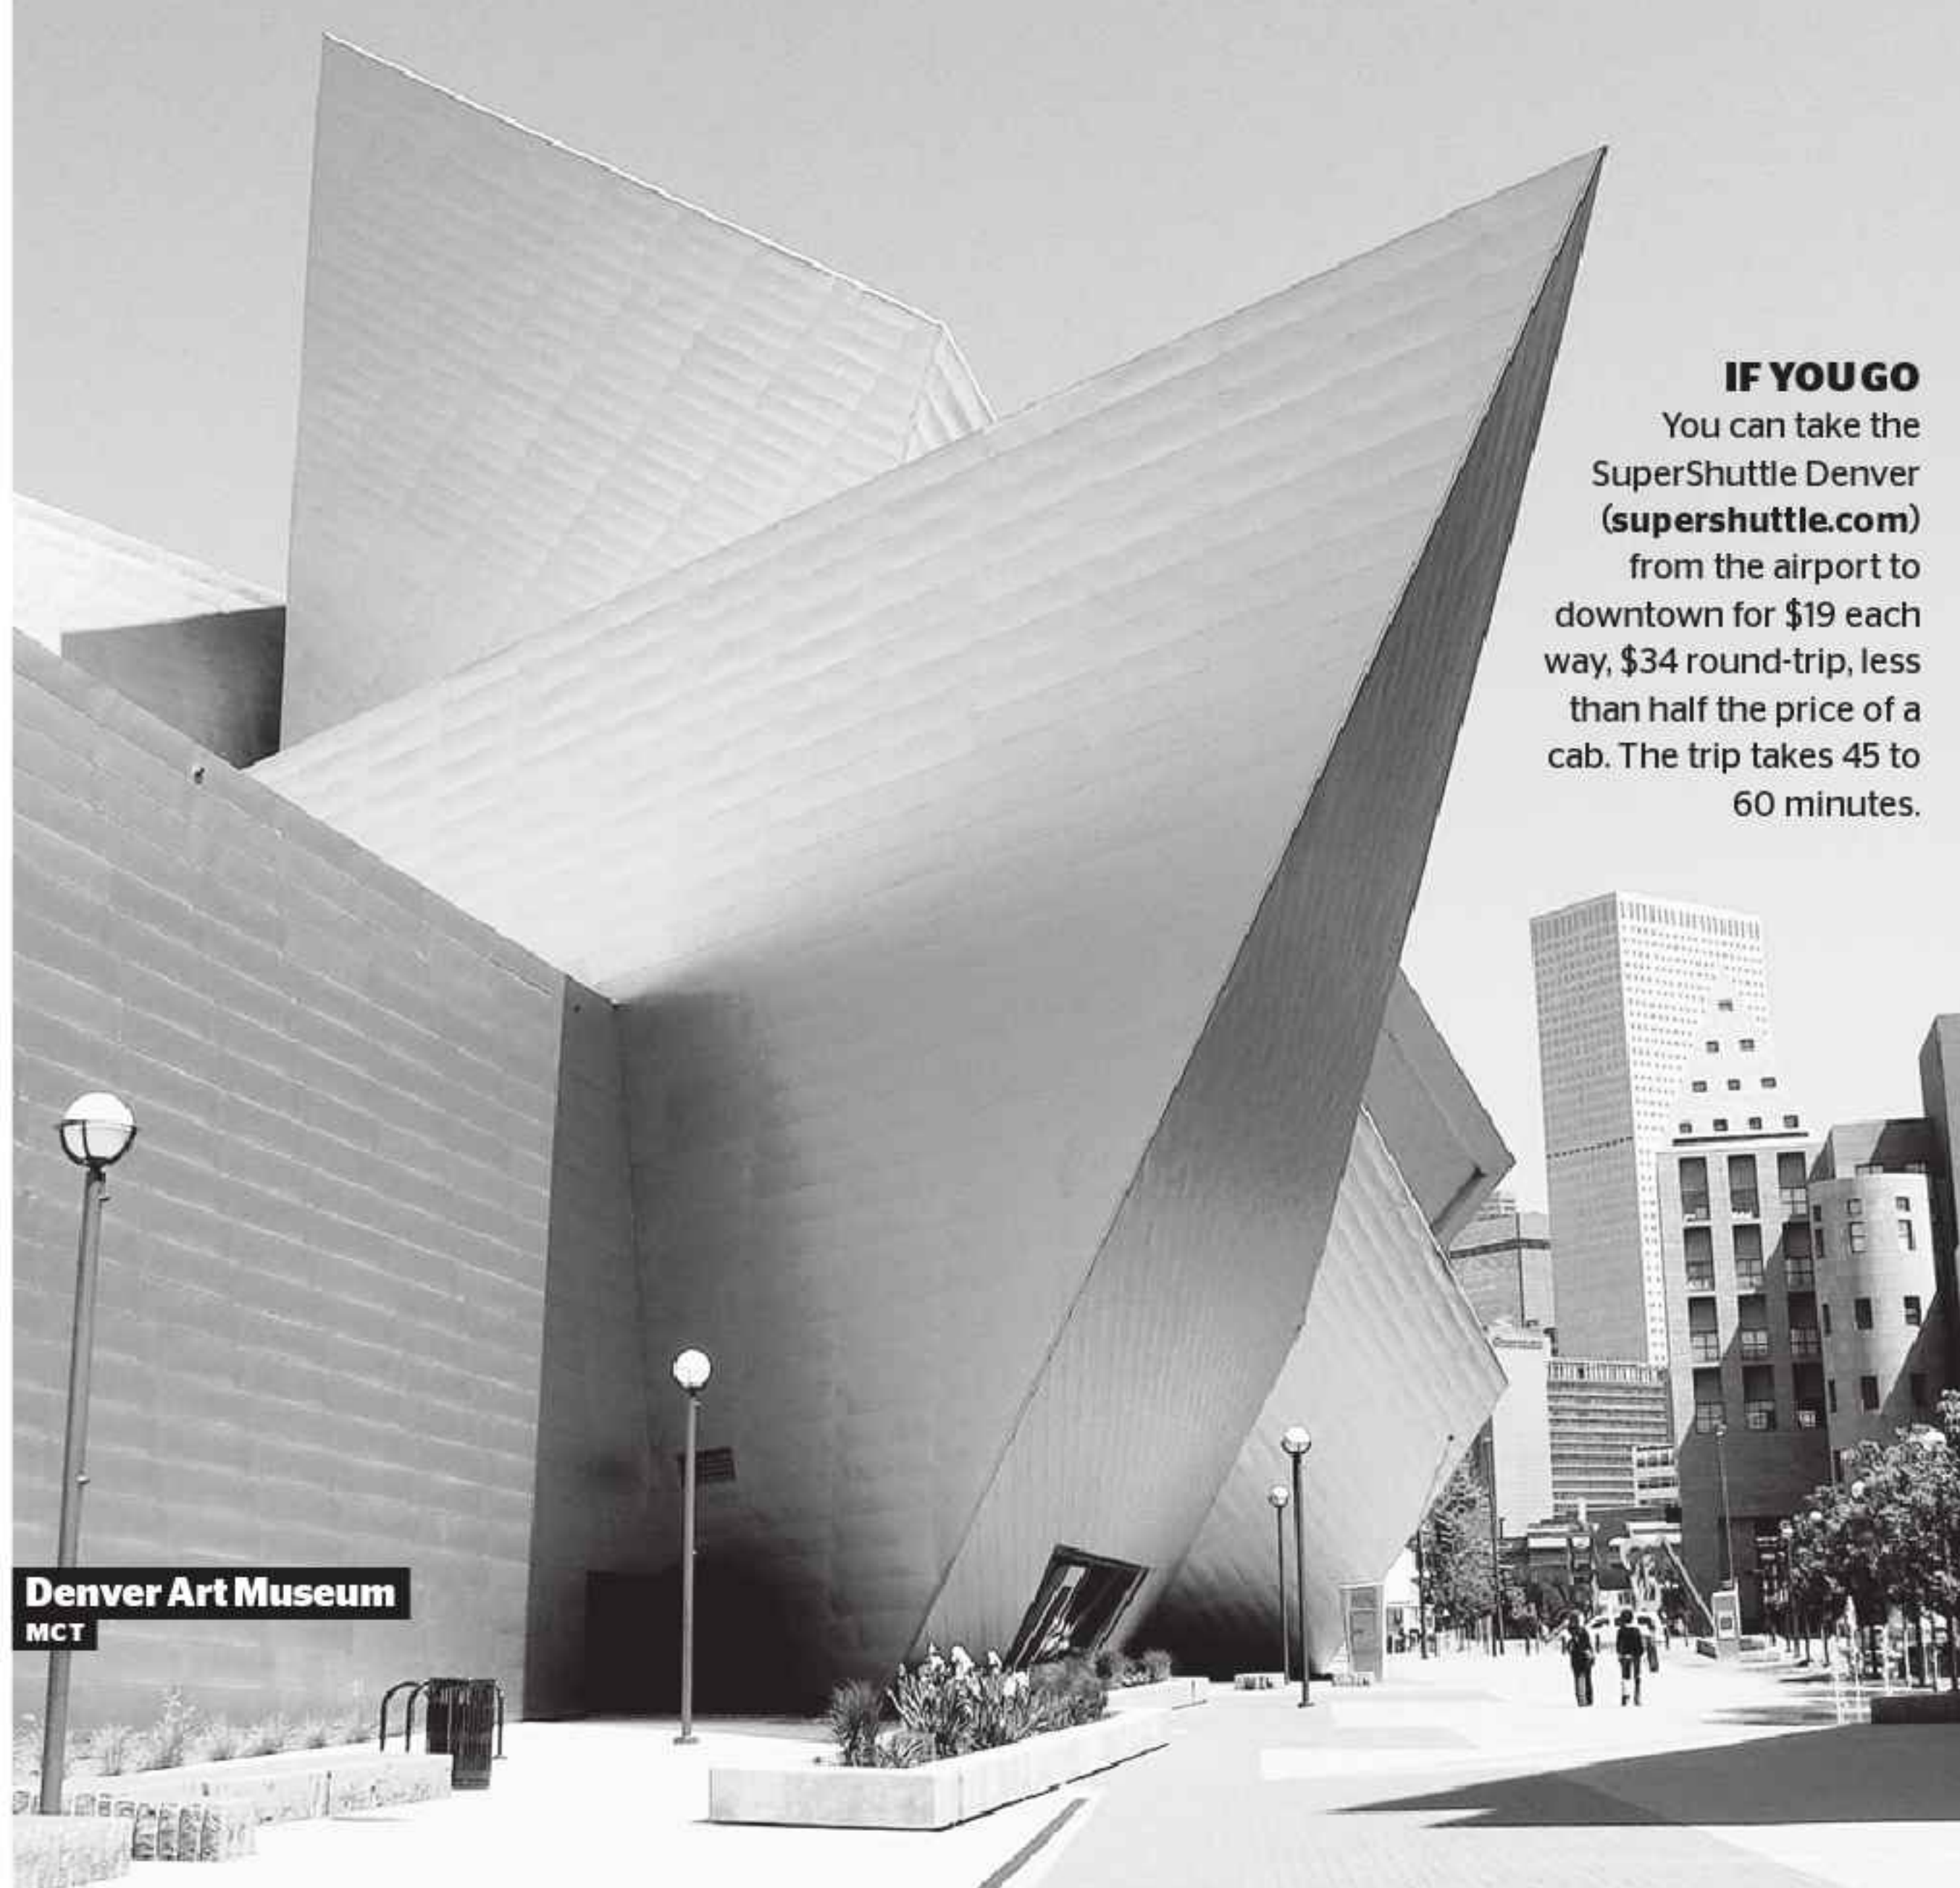 IF YOU GO
You can take the
SuperShuttle Denver
(supershuttle.com)
from the airport to
downtown for $19 each
way, $34 round-trip, less
than half the price of a
cab. The trip takes 45 to
60 minutes.
Denver Art Museum
MCT